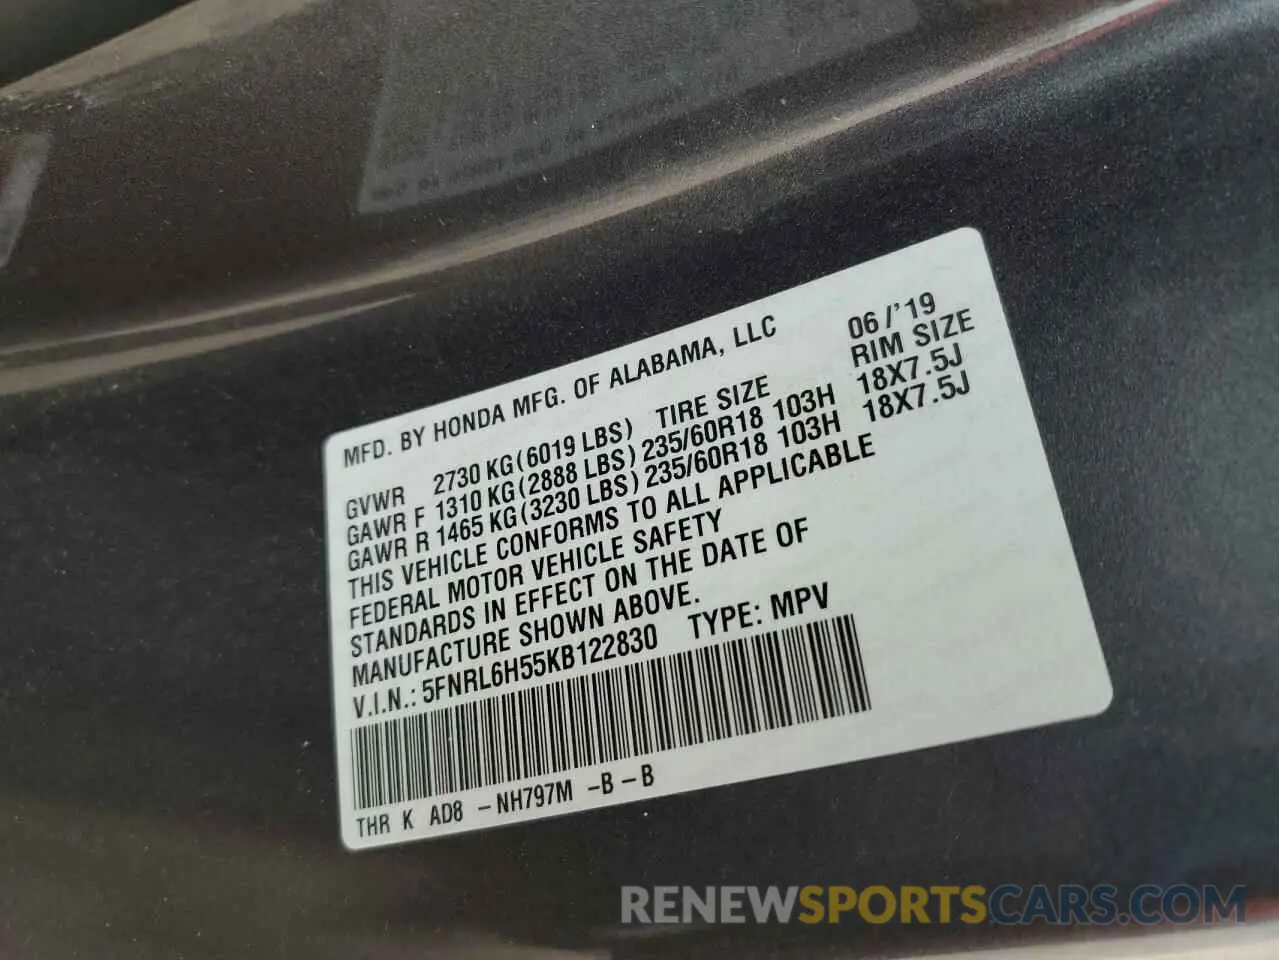 MFD. BY HONDA MFG. OF ALABAMA, LLC 06/'19
GVWR 2730 KG (6019 LBS) TIRE SIZE RIM SIZE
GAWR F 1310 KG (2888 LBS) 235/60R18 103H 18X7.5J
GAWR R 1465 KG (3230 LBS) 235/60R18 103H 18X7.5J
THIS VEHICLE CONFORMS TO ALL APPLICABLE
FEDERAL MOTOR VEHICLE SAFETY
STANDARDS IN EFFECT ON THE DATE OF
MANUFACTURE SHOWN ABOVE.
V.I.N.: 5FNRL6H55KB122830 TYPE: MPV
THR K AD8 -NH797M -B-B
RENEWSPORTSCARS.COM